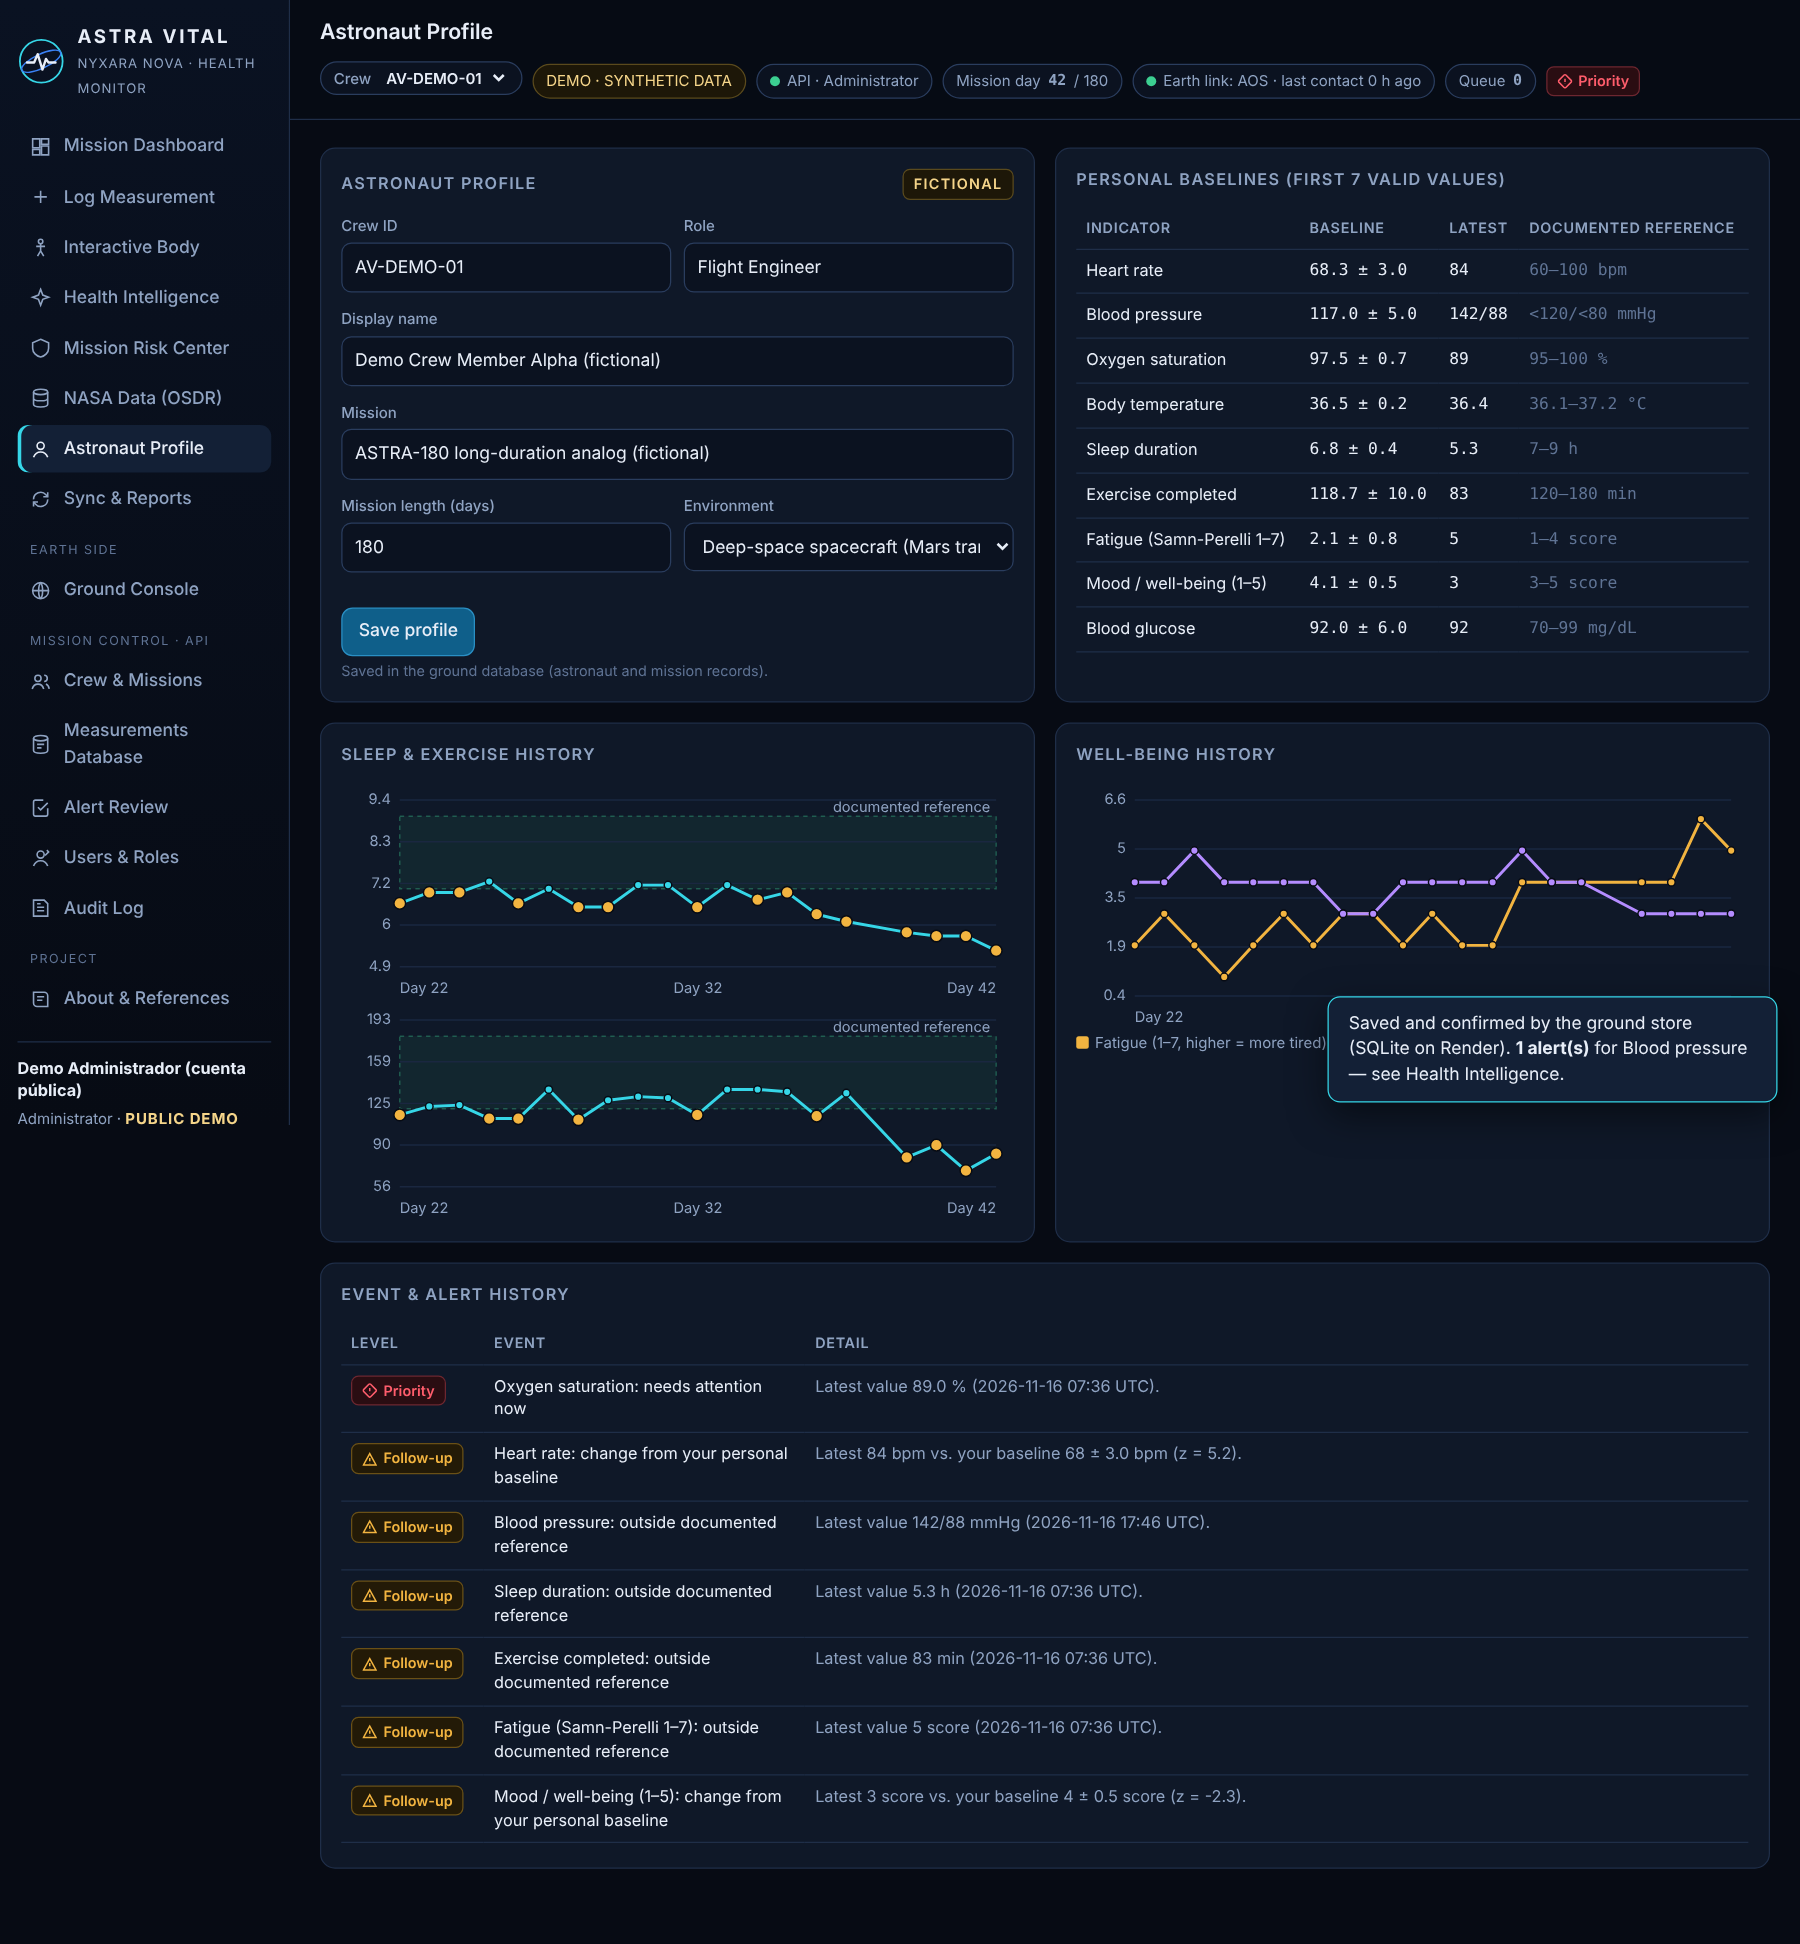 ASTRA VITAL
NYXARA NOVA · HEALTH
MONITOR
Mission Dashboard
Log Measurement
Interactive Body
Health Intelligence
Mission Risk Center
NASA Data (OSDR)
Astronaut Profile
Sync & Reports
EARTH SIDE
Ground Console
MISSION CONTROL · API
Crew & Missions
Measurements
Database
Alert Review
Users & Roles
Audit Log
PROJECT
About & References
Demo Administrador (cuenta
pública)
Administrator · PUBLIC DEMO
Astronaut Profile
Crew AV-DEMO-01 DEMO · SYNTHETIC DATA API · Administrator Mission day 42 / 180 Earth link: AOS · last contact 0 h ago Queue 0 Priority
ASTRONAUT PROFILE FICTIONAL
Crew ID Role
AV-DEMO-01 Flight Engineer
Display name
Demo Crew Member Alpha (fictional)
Mission
ASTRA-180 long-duration analog (fictional)
Mission length (days) Environment
180 Deep-space spacecraft (Mars tra
Save profile
Saved in the ground database (astronaut and mission records).
PERSONAL BASELINES (FIRST 7 VALID VALUES)
INDICATOR BASELINE LATEST DOCUMENTED REFERENCE
Heart rate 68.3 ± 3.0 84 60–100 bpm
Blood pressure 117.0 ± 5.0 142/88 <120/<80 mmHg
Oxygen saturation 97.5 ± 0.7 89 95–100 %
Body temperature 36.5 ± 0.2 36.4 36.1–37.2 °C
Sleep duration 6.8 ± 0.4 5.3 7–9 h
Exercise completed 118.7 ± 10.0 83 120–180 min
Fatigue (Samn-Perelli 1–7) 2.1 ± 0.8 5 1–4 score
Mood / well-being (1–5) 4.1 ± 0.5 3 3–5 score
Blood glucose 92.0 ± 6.0 92 70–99 mg/dL
SLEEP & EXERCISE HISTORY
9.4
documented reference
8.3
7.2
6
4.9
Day 22 Day 32 Day 42
193
documented reference
159
125
90
56
Day 22 Day 32 Day 42
WELL-BEING HISTORY
6.6
5
3.5
1.9
0.4
Day 22
Fatigue (1–7, higher = more tired)
Saved and confirmed by the ground store
(SQLite on Render). 1 alert(s) for Blood pressure
— see Health Intelligence.
EVENT & ALERT HISTORY
LEVEL EVENT DETAIL
Priority Oxygen saturation: needs attention Latest value 89.0 % (2026-11-16 07:36 UTC).
now
Follow-up Heart rate: change from your personal Latest 84 bpm vs. your baseline 68 ± 3.0 bpm (z = 5.2).
baseline
Follow-up Blood pressure: outside documented Latest value 142/88 mmHg (2026-11-16 17:46 UTC).
reference
Follow-up Sleep duration: outside documented Latest value 5.3 h (2026-11-16 07:36 UTC).
reference
Follow-up Exercise completed: outside Latest value 83 min (2026-11-16 07:36 UTC).
documented reference
Follow-up Fatigue (Samn-Perelli 1–7): outside Latest value 5 score (2026-11-16 07:36 UTC).
documented reference
Follow-up Mood / well-being (1–5): change from Latest 3 score vs. your baseline 4 ± 0.5 score (z = -2.3).
your personal baseline